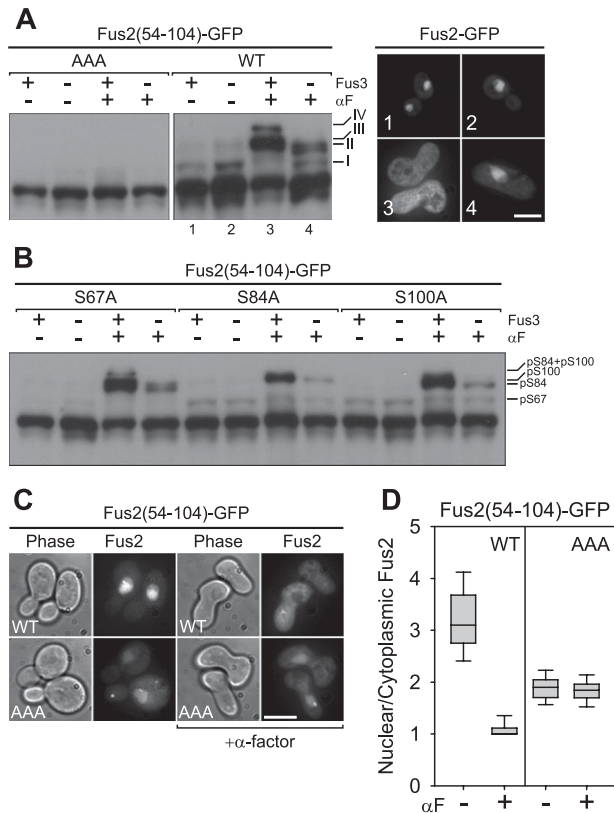 A
Fus2(54-104)-GFP
AAA WT
+ - + - + - + - Fus3
- - + + - - + + αF
IV
III
II
I
1 2 3 4
Fus2-GFP
1 2
3 4
B
Fus2(54-104)-GFP
S67A S84A S100A
+ - + - + - + - + - + - Fus3
- - + + - - + + - - + + αF
pS84+pS100
pS100
pS84
pS67
C
Fus2(54-104)-GFP
Phase Fus2 Phase Fus2
WT WT
AAA AAA
+α-factor
D
Fus2(54-104)-GFP
Nuclear/Cytoplasmic Fus2
5
4
3
2
1
0
WT AAA
αF - + - +